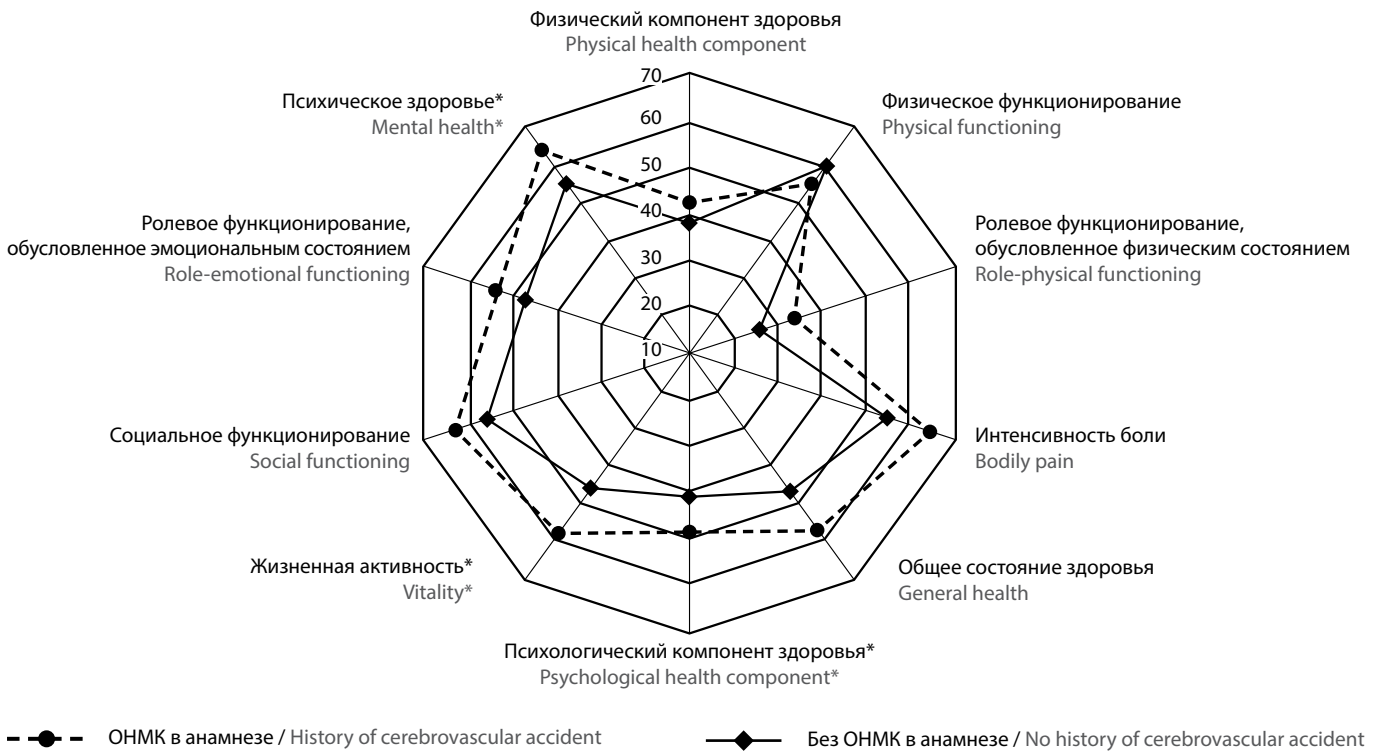 Физический компонент здоровья
Physical health component
70
60
50
40
30
20
10
Физическое функционирование
Physical functioning
Ролевое функционирование,
обусловленное физическим состоянием
Role-physical functioning
Интенсивность боли
Bodily pain
Общее состояние здоровья
General health
Психологический компонент здоровья*
Psychological health component*
Жизненная активность*
Vitality*
Социальное функционирование
Social functioning
Ролевое функционирование,
обусловленное эмоциональным состоянием
Role-emotional functioning
Психическое здоровье*
Mental health*
ОНМК в анамнезе / History of cerebrovascular accident
Без ОНМК в анамнезе / No history of cerebrovascular accident